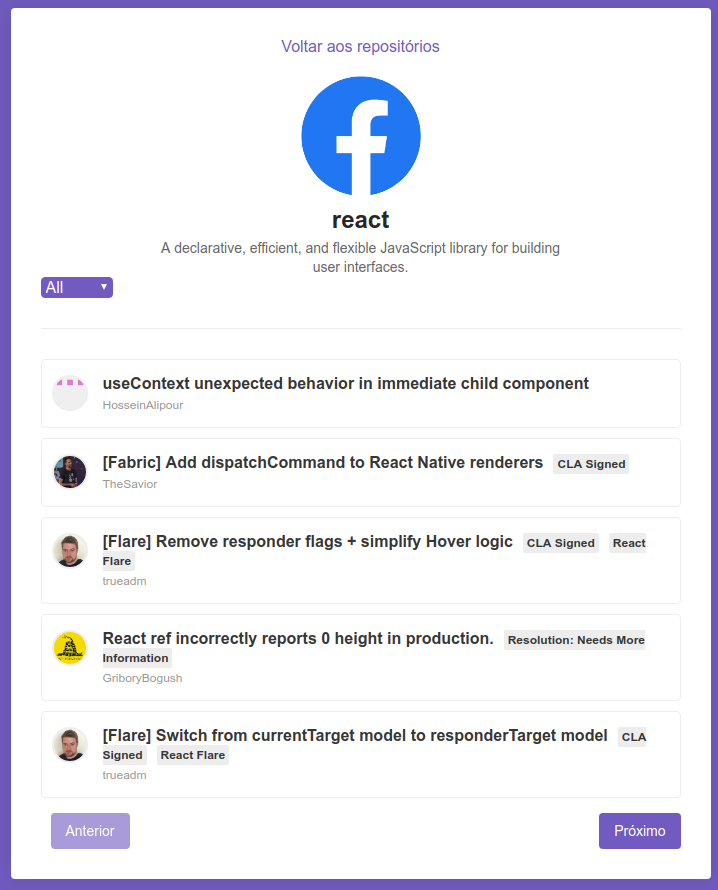 Voltar aos repositórios
react
A declarative, efficient, and flexible JavaScript library for building
user interfaces.
All
useContext unexpected behavior in immediate child component
HosseinAlipour
[Fabric] Add dispatchCommand to React Native renderers CLA Signed
TheSavior
[Flare] Remove responder flags + simplify Hover logic CLA Signed React
Flare
trueadm
React ref incorrectly reports 0 height in production. Resolution: Needs More
Information
GriboryBogush
[Flare] Switch from currentTarget model to responderTarget model CLA
Signed React Flare
trueadm
Anterior
Próximo